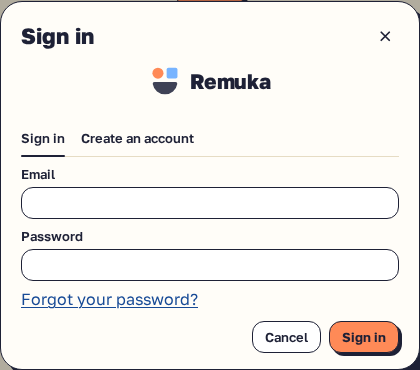 Sign in
Remuka
Sign in Create an account
Email
Password
Forgot your password?
Cancel Sign in